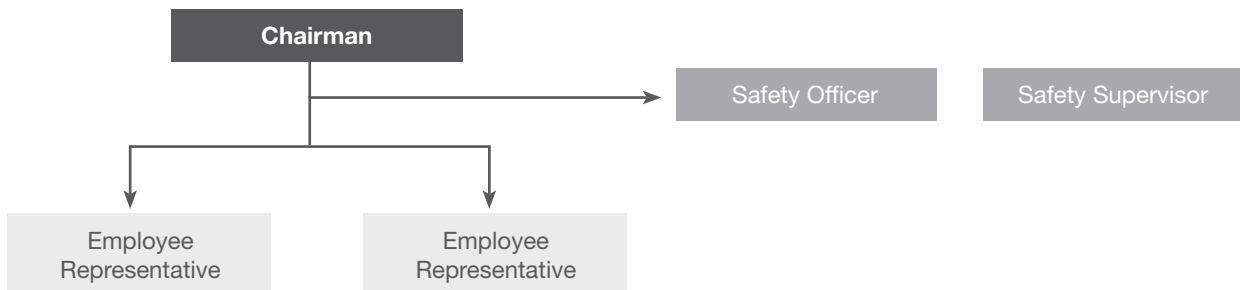 Chairman
Safety Officer
Safety Supervisor
Employee
Representative
Employee
Representative